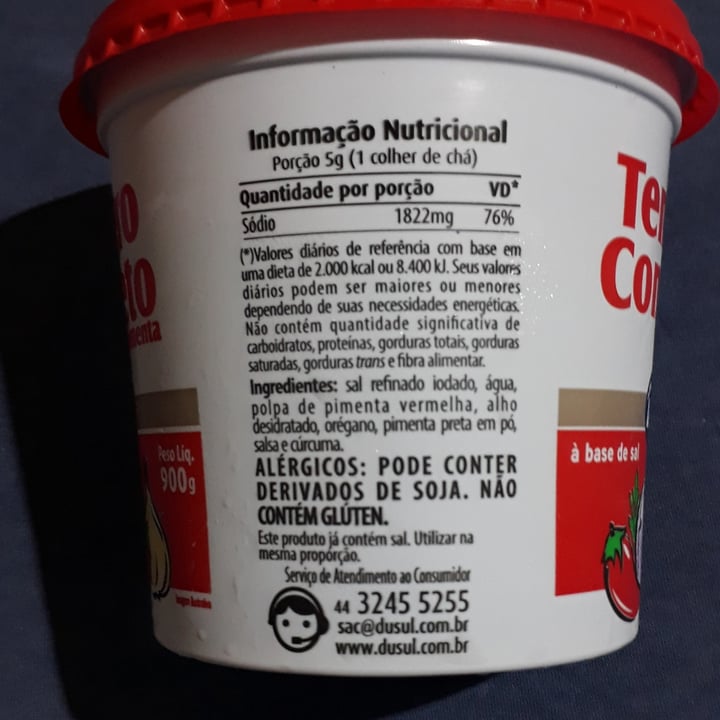 Informação Nutricional
Porção 5g (1 colher de chá)
Quantidade por porção VD*
Sódio 1822mg 76%
(*)Valores diários de referência com base em
uma dieta de 2.000 kcal ou 8.400 kJ. Seus valores
diários podem ser maiores ou menores
dependendo de suas necessidades energéticas.
Não contém quantidade significativa de
carboidratos, proteínas, gorduras totais, gorduras
saturadas, gorduras trans e fibra alimentar.
Ingredientes: sal refinado iodado, água,
polpa de pimenta vermelha, alho
desidratado, orégano, pimenta preta em pó,
salsa e cúrcuma.
ALÉRGICOS: PODE CONTER
DERIVADOS DE SOJA. NÃO
CONTÉM GLÚTEN.
Este produto já contém sal. Utilizar na
mesma proporção.
Serviço de Atendimento ao Consumidor
44 3245 5255
sac@dusul.com.br
www.dusul.com.br
Peso Líq.
900g
à base de sal